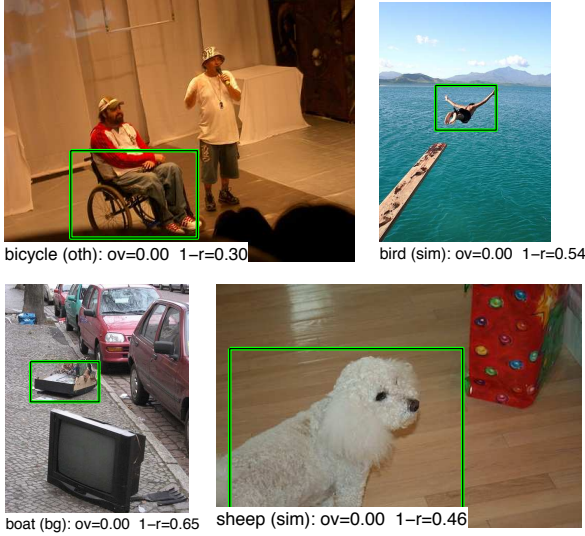 bicycle (oth): ov=0.00 1−r=0.30
bird (sim): ov=0.00 1−r=0.54
boat (bg): ov=0.00 1−r=0.65
sheep (sim): ov=0.00 1−r=0.46